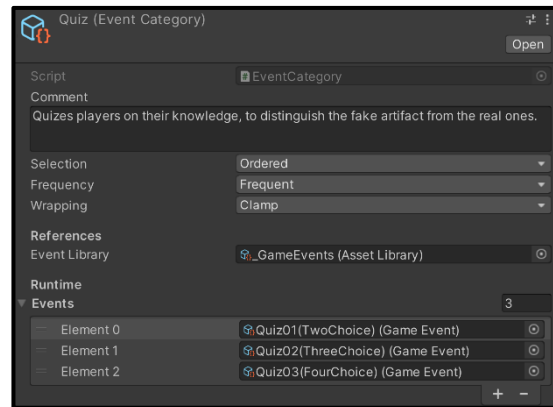 Quiz (Event Category)
Open
Script EventCategory
Comment
Quizes players on their knowledge, to distinguish the fake artifact from the real ones.
Selection Ordered
Frequency Frequent
Wrapping Clamp
References
Event Library _GameEvents (Asset Library)
Runtime
Events 3
Element 0 Quiz01(TwoChoice) (Game Event)
Element 1 Quiz02(ThreeChoice) (Game Event)
Element 2 Quiz03(FourChoice) (Game Event)
+ -